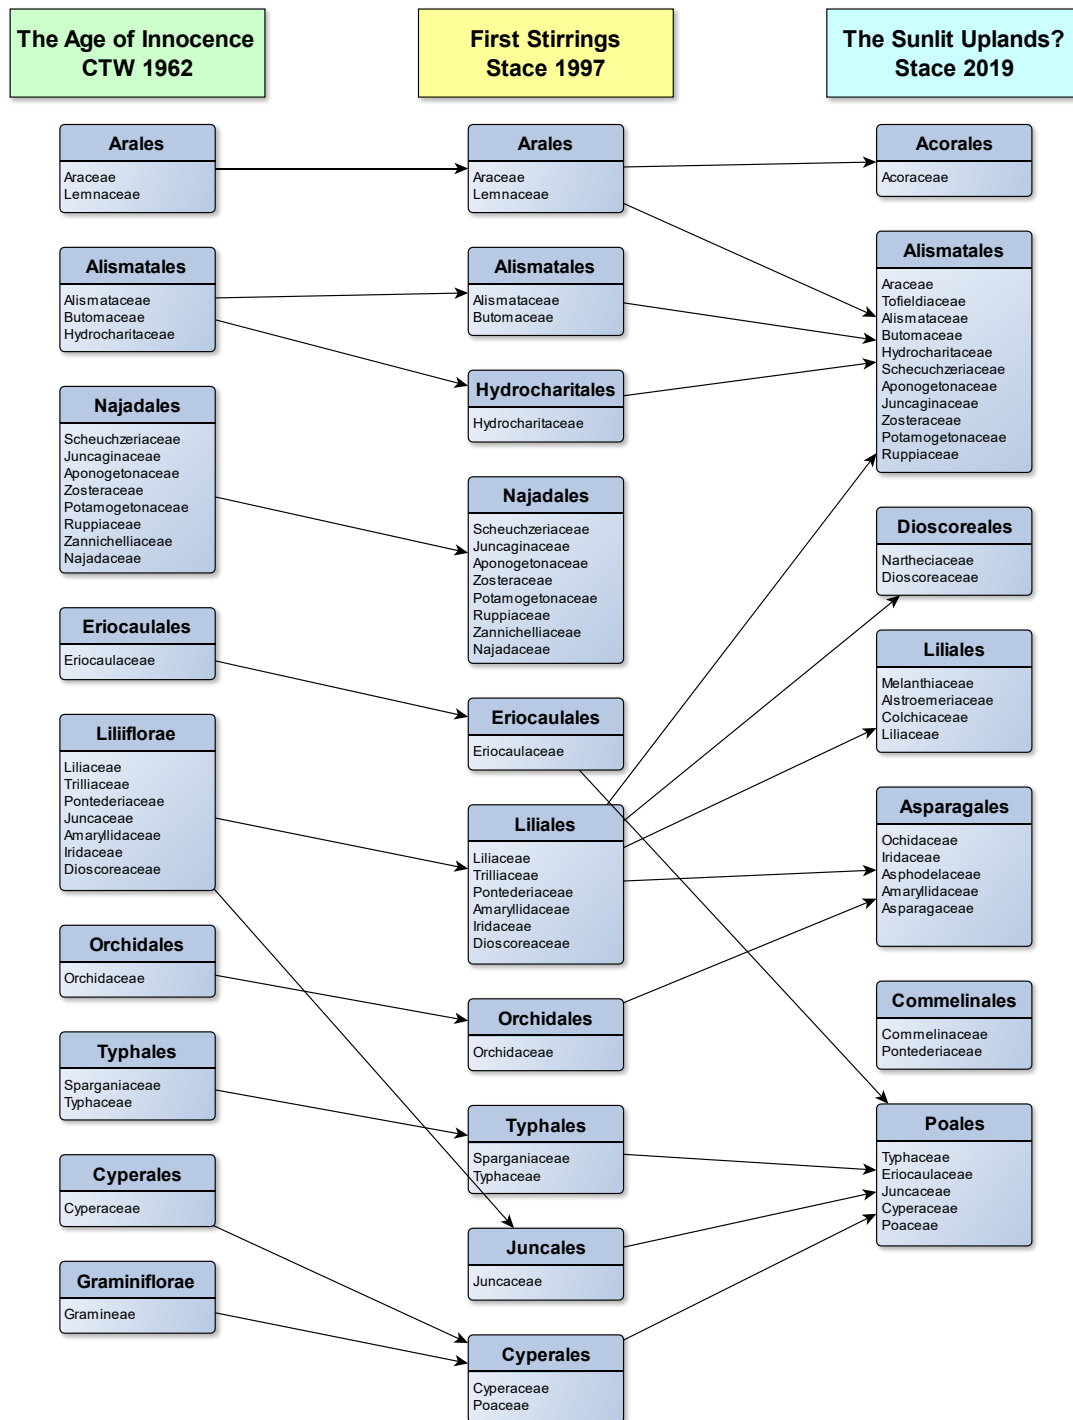 The Age of Innocence
CTW 1962
Arales
Araceae
Lemnaceae
Alismatales
Alismataceae
Butomaceae
Hydrocharitaceae
Najadales
Scheuchzeriaceae
Juncaginaceae
Aponogetonaceae
Zosteraceae
Potamogetonaceae
Ruppiaceae
Zannichelliaceae
Najadaceae
Eriocaulales
Eriocaulaceae
Liliiflorae
Liliaceae
Trilliaceae
Pontederiaceae
Juncaceae
Amaryllidaceae
Iridaceae
Dioscoreaceae
Orchidales
Orchidaceae
Typhales
Sparganiaceae
Typhaceae
Cyperales
Cyperaceae
Graminiflorae
Gramineae
First Stirrings
Stace 1997
Arales
Araceae
Lemnaceae
Alismatales
Alismataceae
Butomaceae
Hydrocharitales
Hydrocharitaceae
Najadales
Scheuchzeriaceae
Juncaginaceae
Aponogetonaceae
Zosteraceae
Potamogetonaceae
Ruppiaceae
Zannichelliaceae
Najadaceae
Eriocaulales
Eriocaulaceae
Liliales
Liliaceae
Trilliaceae
Pontederiaceae
Amaryllidaceae
Iridaceae
Dioscoreaceae
Orchidales
Orchidaceae
Typhales
Sparganiaceae
Typhaceae
Juncales
Juncaceae
Cyperales
Cyperaceae
Poaceae
The Sunlit Uplands?
Stace 2019
Acorales
Acoraceae
Alismatales
Araceae
Tofieldiaceae
Alismataceae
Butomaceae
Hydrocharitaceae
Schecuchzeriaceae
Aponogetonaceae
Juncaginaceae
Zosteraceae
Potamogetonaceae
Ruppiaceae
Dioscoreales
Nartheciaceae
Dioscoreaceae
Liliales
Melanthiaceae
Alstroemeriaceae
Colchicaceae
Liliaceae
Asparagales
Ochidaceae
Iridaceae
Asphodelaceae
Amaryllidaceae
Asparagaceae
Commelinales
Commelinaceae
Pontederiaceae
Poales
Typhaceae
Eriocaulaceae
Juncaceae
Cyperaceae
Poaceae